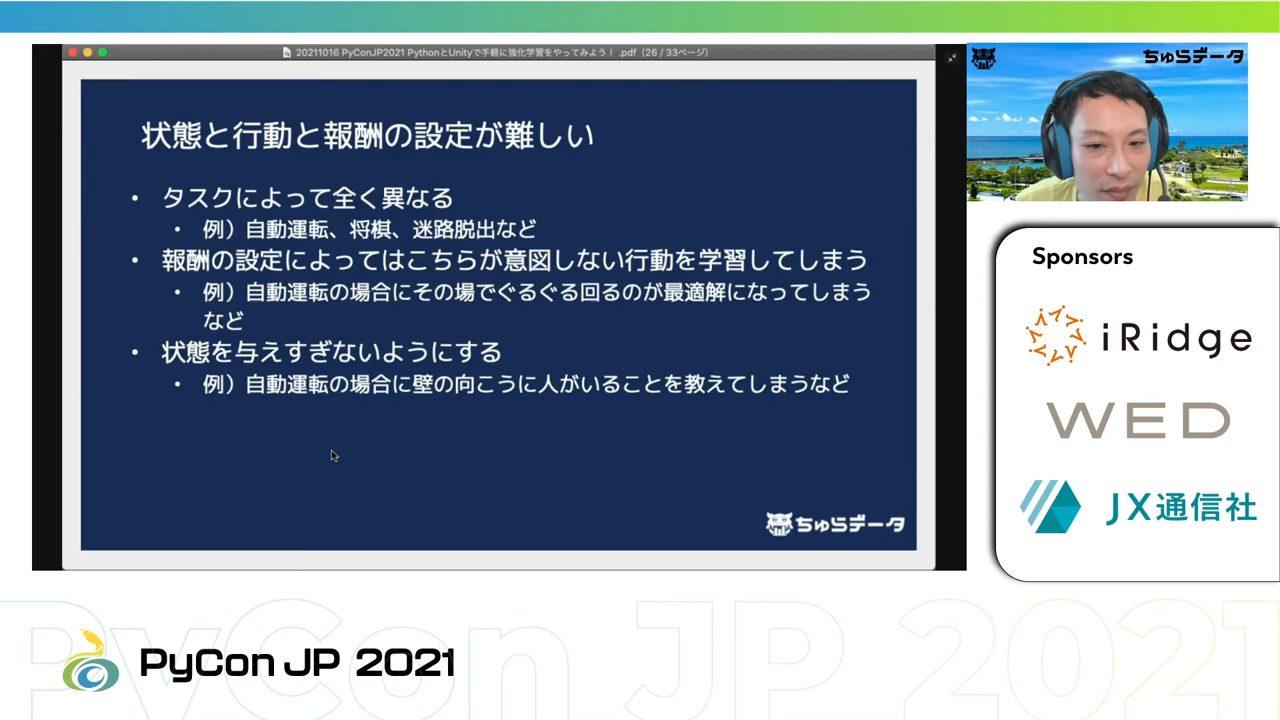 20211016 PyConJP2021 PythonとUnityで手軽に強化学習をやってみよう！.pdf（26 / 33ページ）
ちゅらデータ
状態と行動と報酬の設定が難しい
• タスクによって全く異なる
• 例）自動運転、将棋、迷路脱出など
• 報酬の設定によってはこちらが意図しない行動を学習してしまう
• 例）自動運転の場合にその場でぐるぐる回るのが最適解になってしまう
など
• 状態を与えすぎないようにする
• 例）自動運転の場合に壁の向こうに人がいることを教えてしまうなど
ちゅらデータ
Sponsors
iRidge
WED
JX通信社
PyCon JP 2021
PyCon JP 2021